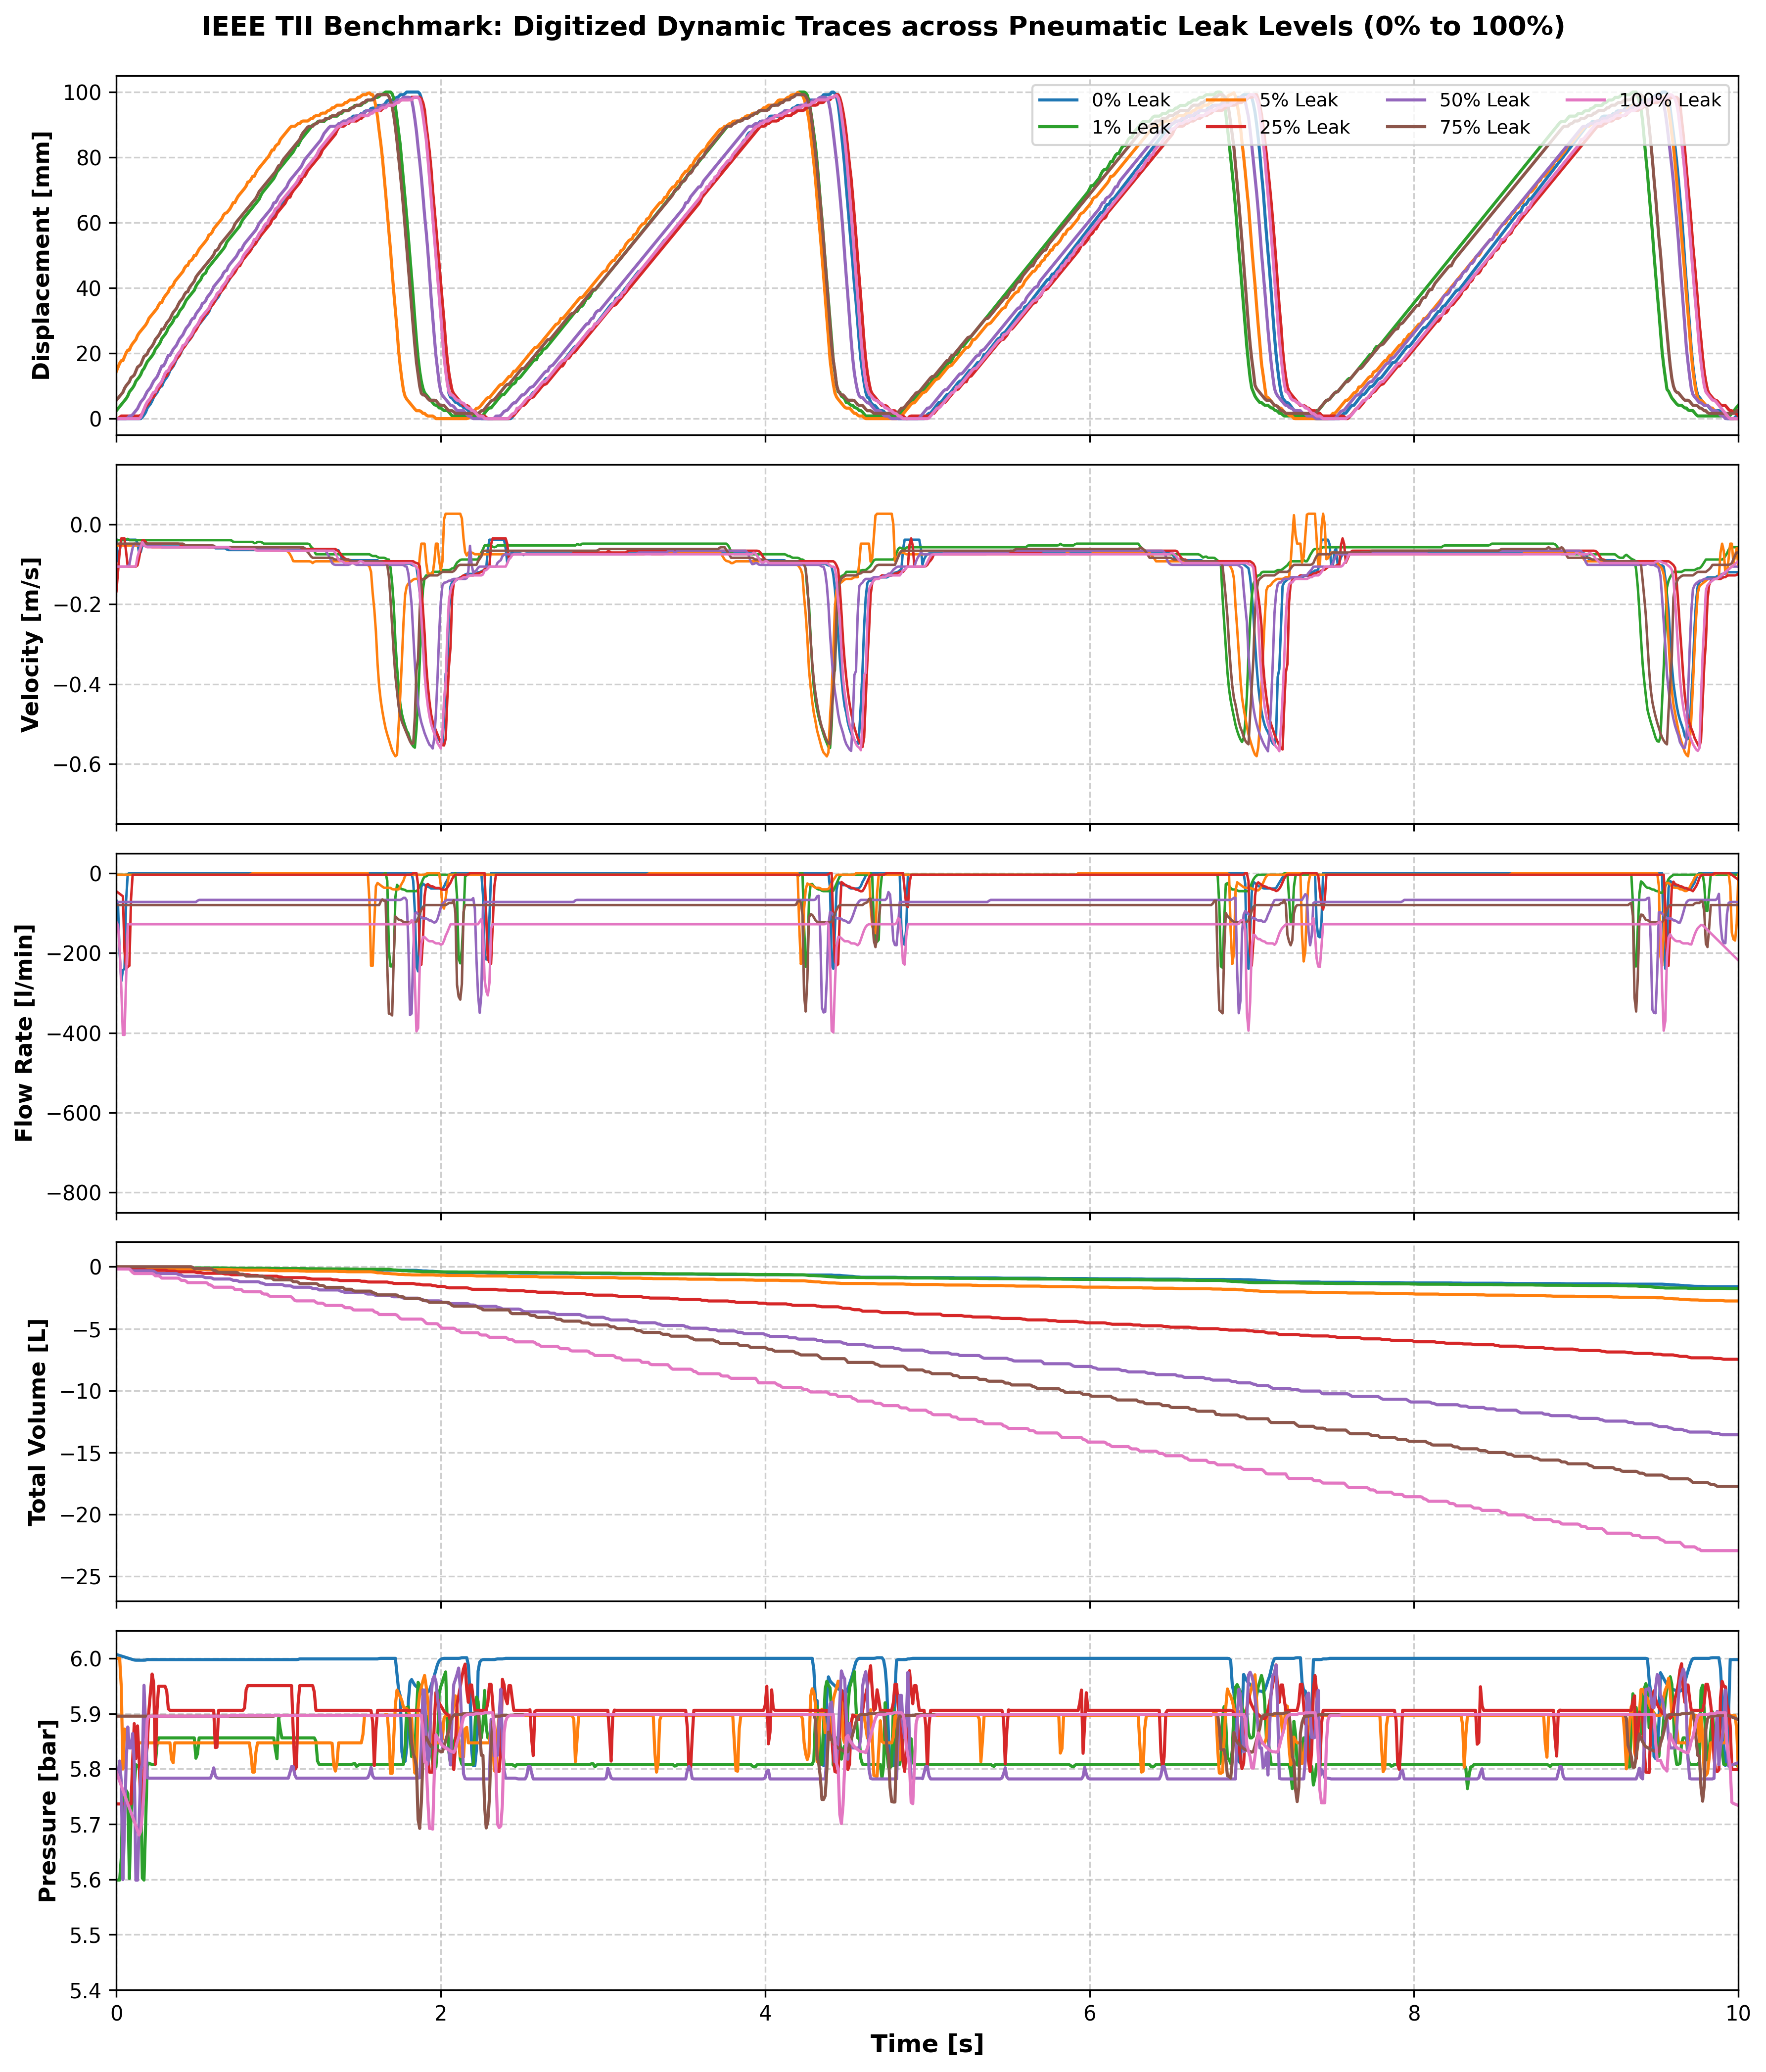 IEEE TII Benchmark: Digitized Dynamic Traces across Pneumatic Leak Levels (0% to 100%)
0% Leak
1% Leak
5% Leak
25% Leak
50% Leak
75% Leak
100% Leak
Displacement [mm]
100
80
60
40
20
0
Velocity [m/s]
0.0
−0.2
−0.4
−0.6
Flow Rate [l/min]
0
−200
−400
−600
−800
Total Volume [L]
0
−5
−10
−15
−20
−25
Pressure [bar]
6.0
5.9
5.8
5.7
5.6
5.5
5.4
0 2 4 6 8 10
Time [s]